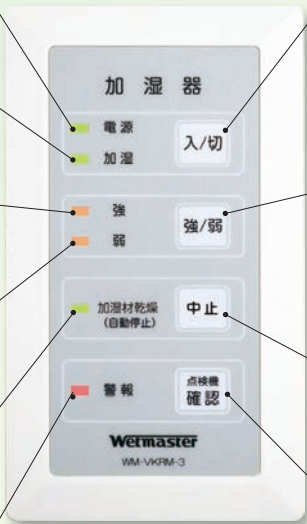 加湿器
電源
加湿
入/切
強
弱
強/弱
加湿材乾燥
(自動停止)
中止
警報
点検機
確認
Wetmaster
WM-VKRM-3